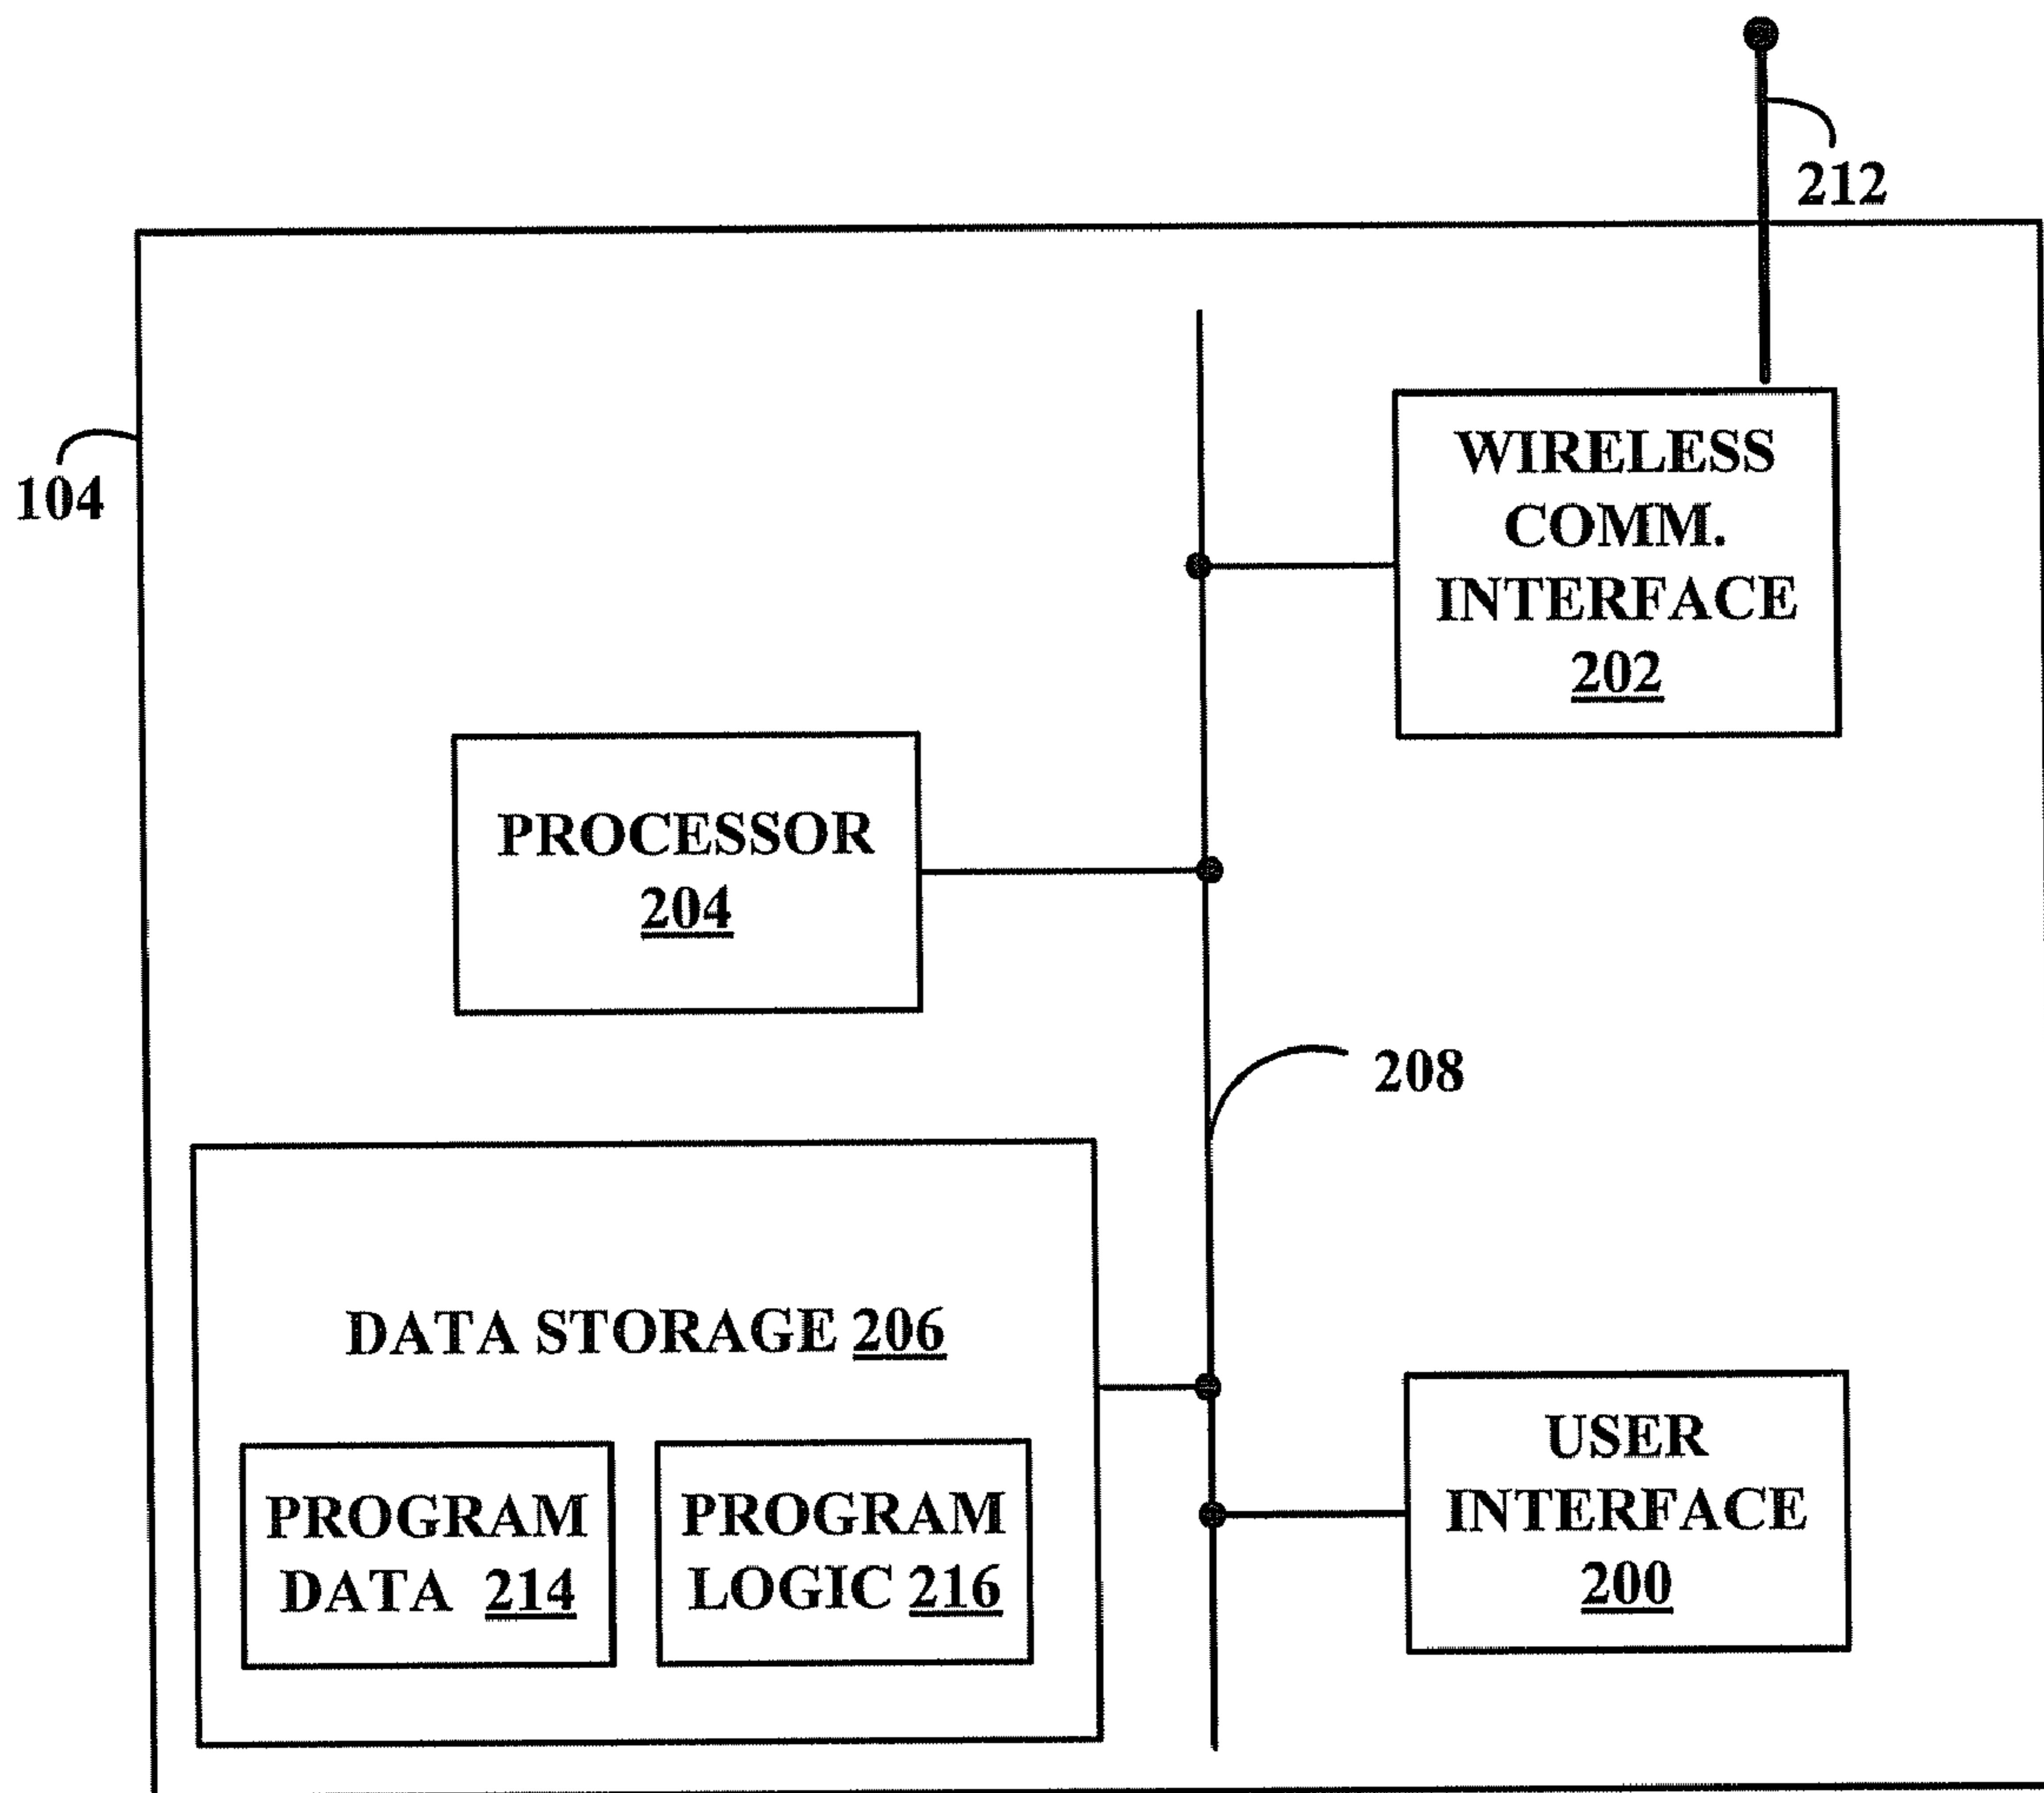 212
104
WIRELESS
COMM.
INTERFACE
202
PROCESSOR
204
208
DATA STORAGE 206
PROGRAM
DATA 214
PROGRAM
LOGIC 216
USER
INTERFACE
200